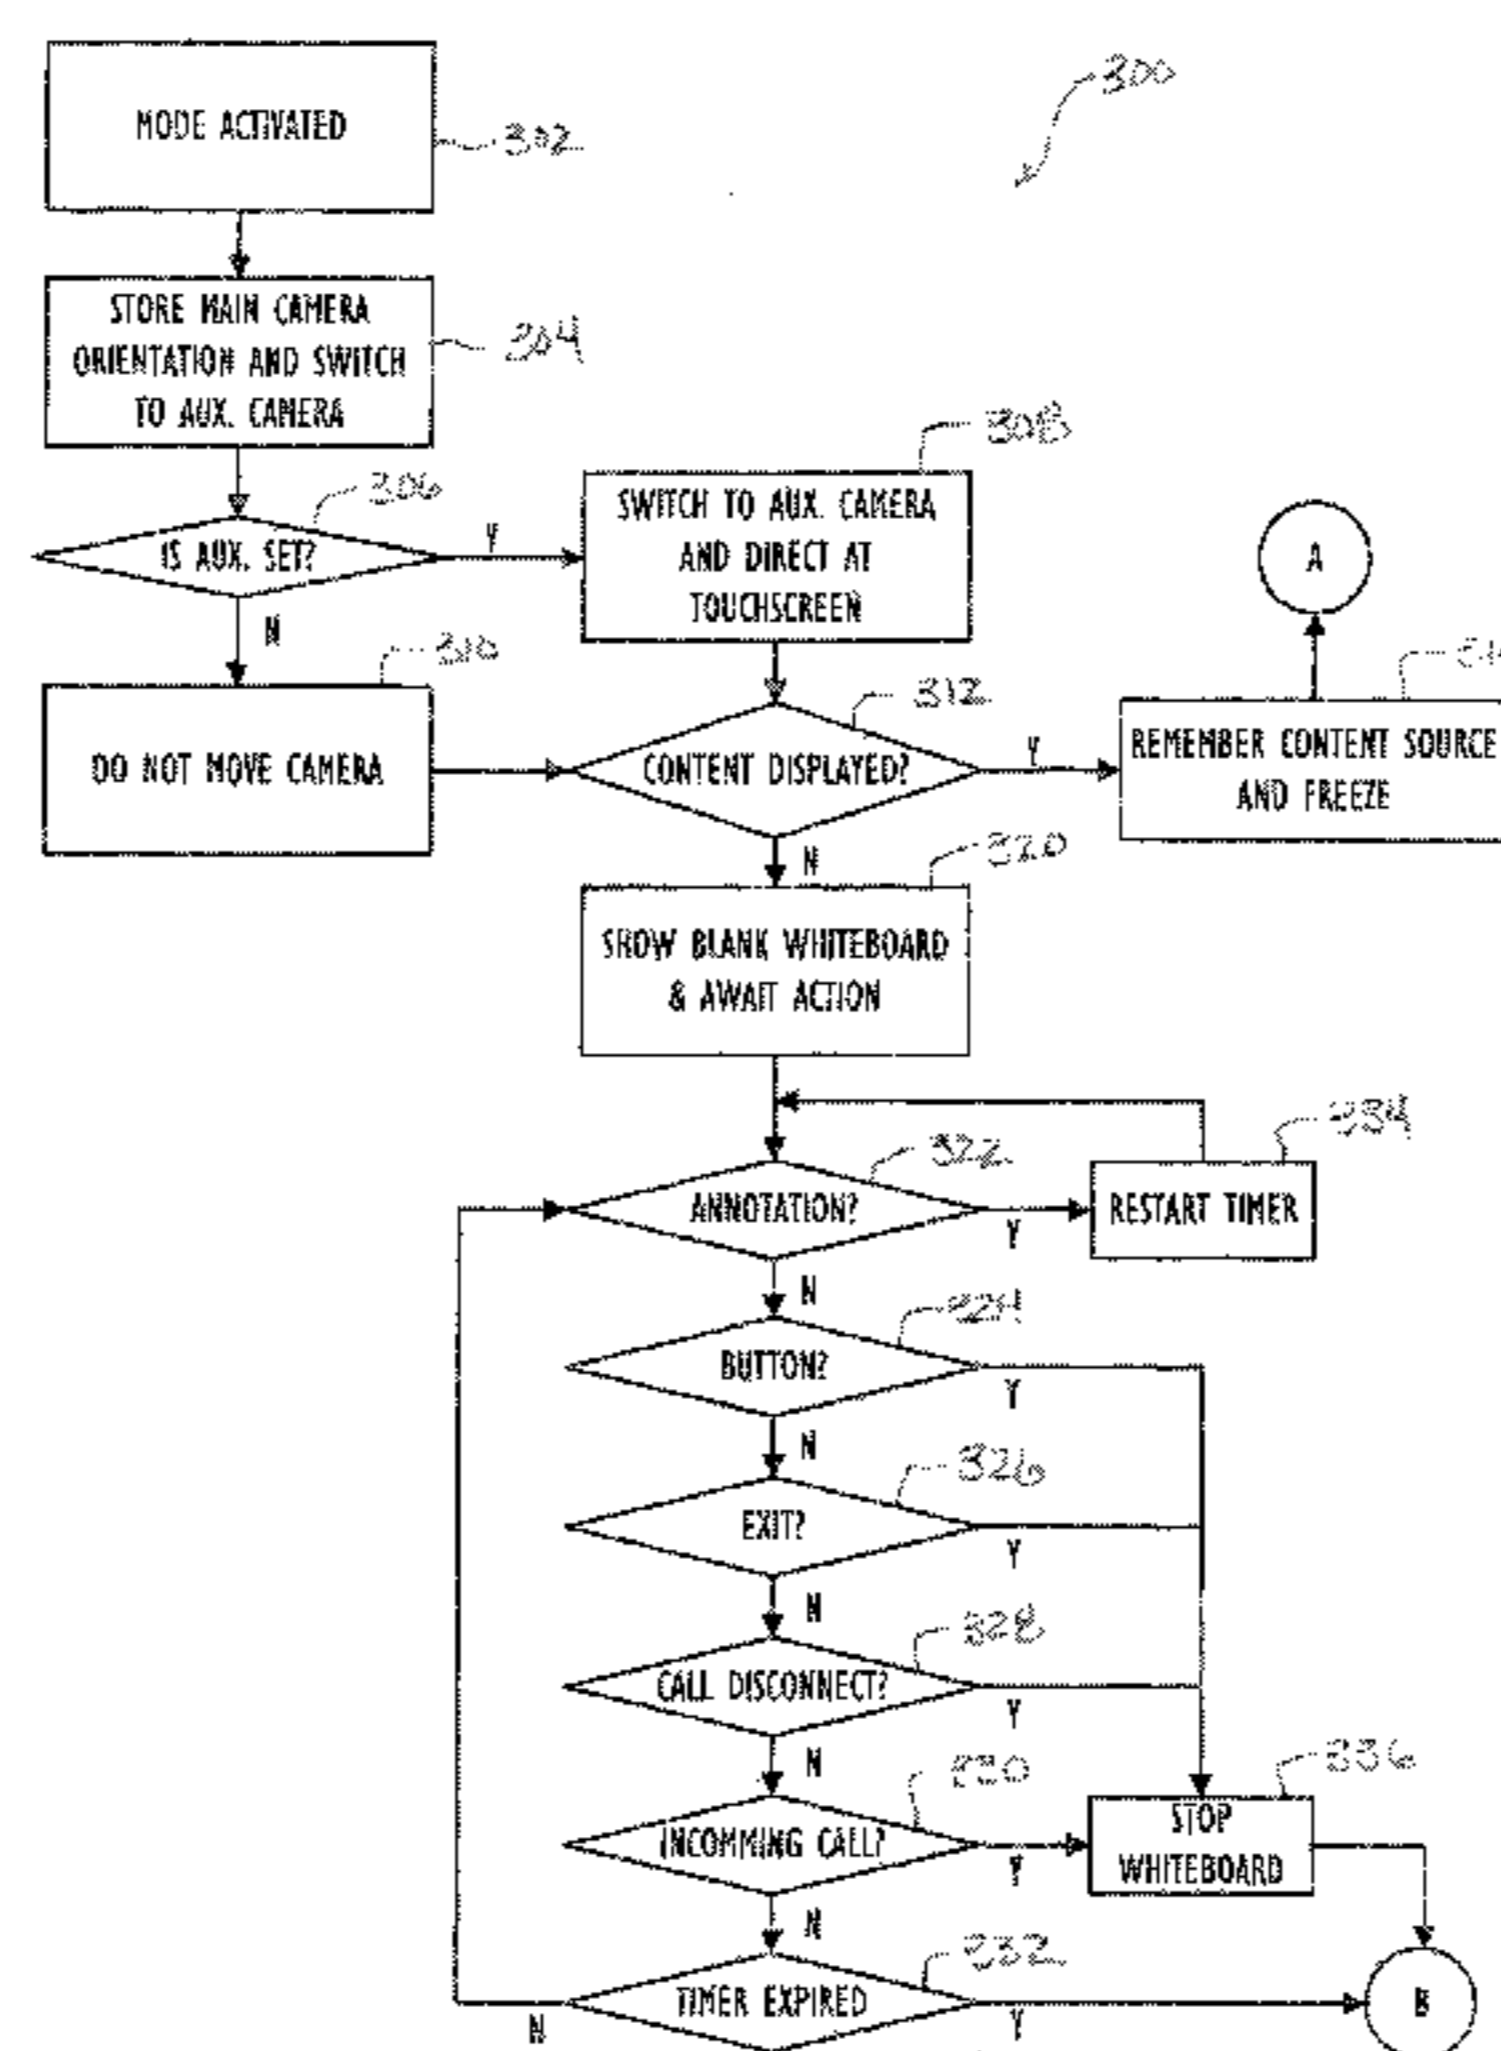 300
MODE ACTIVATED
302
STORE MAIN CAMERA
ORIENTATION AND SWITCH
TO AUX. CAMERA
304
308
306
SWITCH TO AUX. CAMERA
AND DIRECT AT
TOUCHSCREEN
IS AUX. SET?
Y
A
N
310
312
DO NOT MOVE CAMERA
CONTENT DISPLAYED?
Y
REMEMBER CONTENT SOURCE
AND FREEZE
N
320
SHOW BLANK WHITEBOARD
& AWAIT ACTION
334
322
ANNOTATION?
Y
RESTART TIMER
N
324
BUTTON?
Y
N
326
EXIT?
Y
N
328
CALL DISCONNECT?
Y
N
330
336
INCOMMING CALL?
Y
STOP
WHITEBOARD
N
332
TIMER EXPIRED
N
Y
B